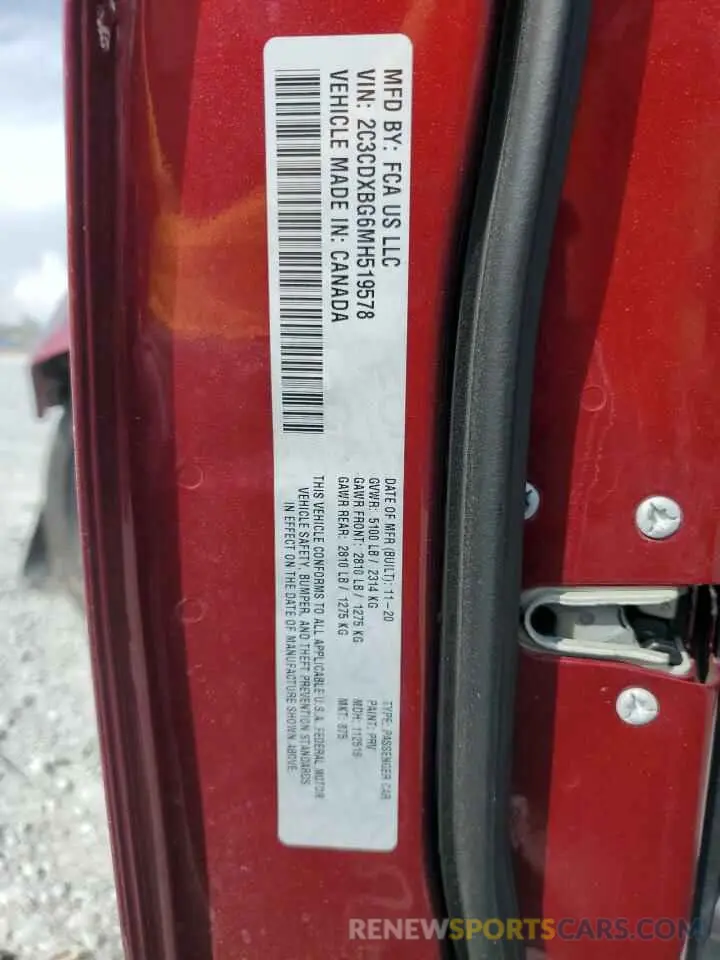 MFD BY: FCA US LLC
VIN: 2C3CDXBG6MH519578
VEHICLE MADE IN: CANADA
DATE OF MFR (BUILT): 11-20
GVWR: 5100 LB / 2314 KG
GAWR FRONT: 2810 LB / 1275 KG
GAWR REAR: 2810 LB / 1275 KG
TYPE: PASSENGER CAR
PAINT: PRV
MDH: 112519
MKT: 879
THIS VEHICLE CONFORMS TO ALL APPLICABLE U.S.A. FEDERAL MOTOR
VEHICLE SAFETY, BUMPER, AND THEFT PREVENTION STANDARDS
IN EFFECT ON THE DATE OF MANUFACTURE SHOWN ABOVE.
RENEWSPORTSCARS.COM